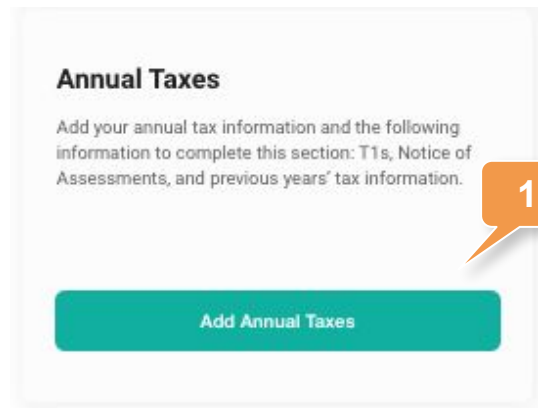 Annual Taxes
Add your annual tax information and the following
information to complete this section: T1s, Notice of
Assessments, and previous years' tax information.
1
Add Annual Taxes